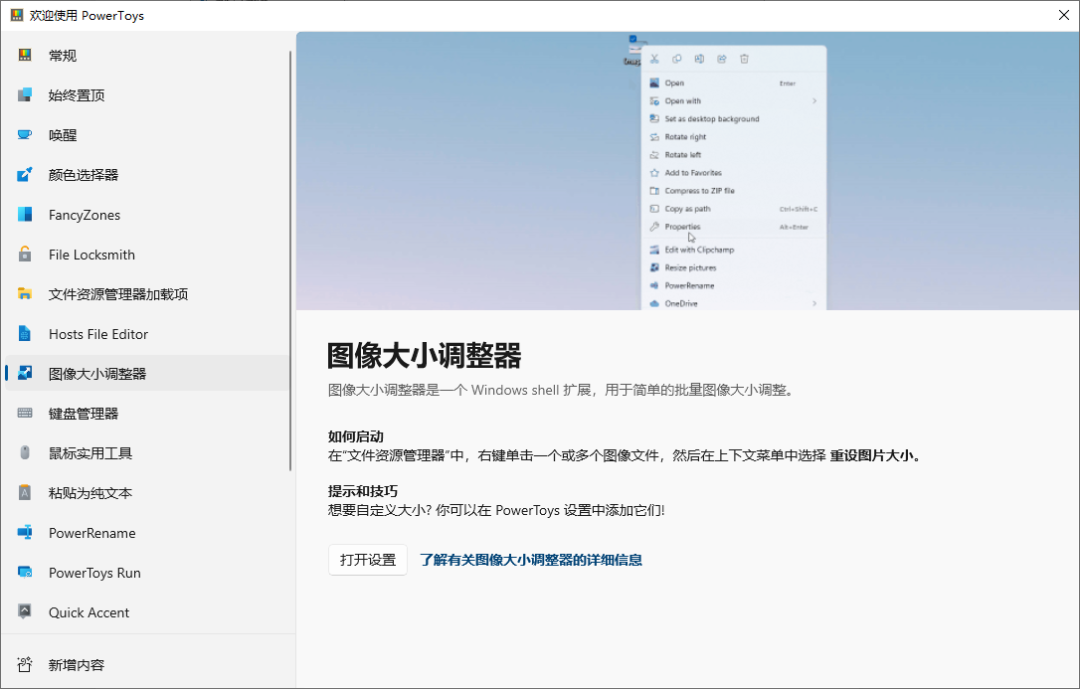 欢迎使用 PowerToys
常规
始终置顶
唤醒
颜色选择器
FancyZones
File Locksmith
文件资源管理器加载项
Hosts File Editor
图像大小调整器
键盘管理器
鼠标实用工具
粘贴为纯文本
PowerRename
PowerToys Run
Quick Accent
新增内容
Open Enter
Open with
Set as desktop background
Rotate right
Rotate left
Add to Favorites
Compress to ZIP file
Copy as path Ctrl+Shift+C
Properties Alt+Enter
Edit with Clipchamp
Resize pictures
PowerRename
OneDrive
图像大小调整器
图像大小调整器是一个 Windows shell 扩展，用于简单的批量图像大小调整。
如何启动
在“文件资源管理器”中，右键单击一个或多个图像文件，然后在上下文菜单中选择 重设图片大小。
提示和技巧
想要自定义大小? 你可以在 PowerToys 设置中添加它们!
打开设置 了解有关图像大小调整器的详细信息